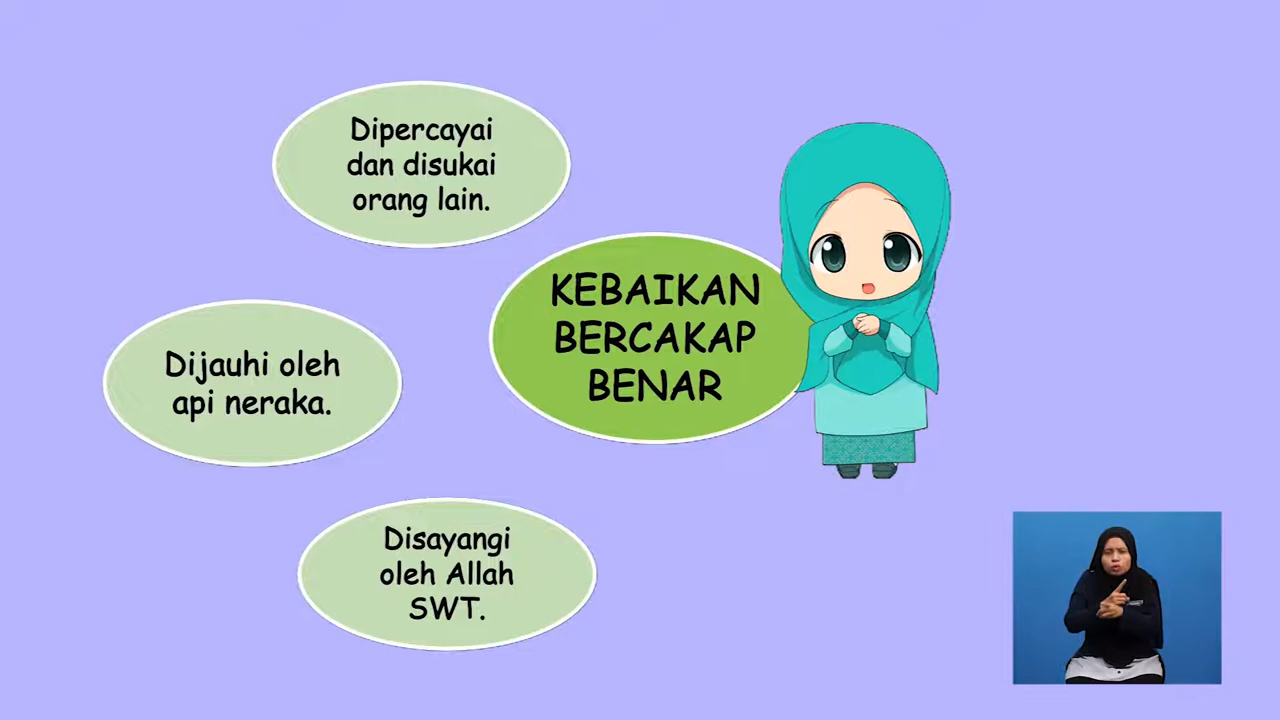 Dipercayai
dan disukai
orang lain.
KEBAIKAN
BERCAKAP
BENAR
Dijauhi oleh
api neraka.
Disayangi
oleh Allah
SWT.